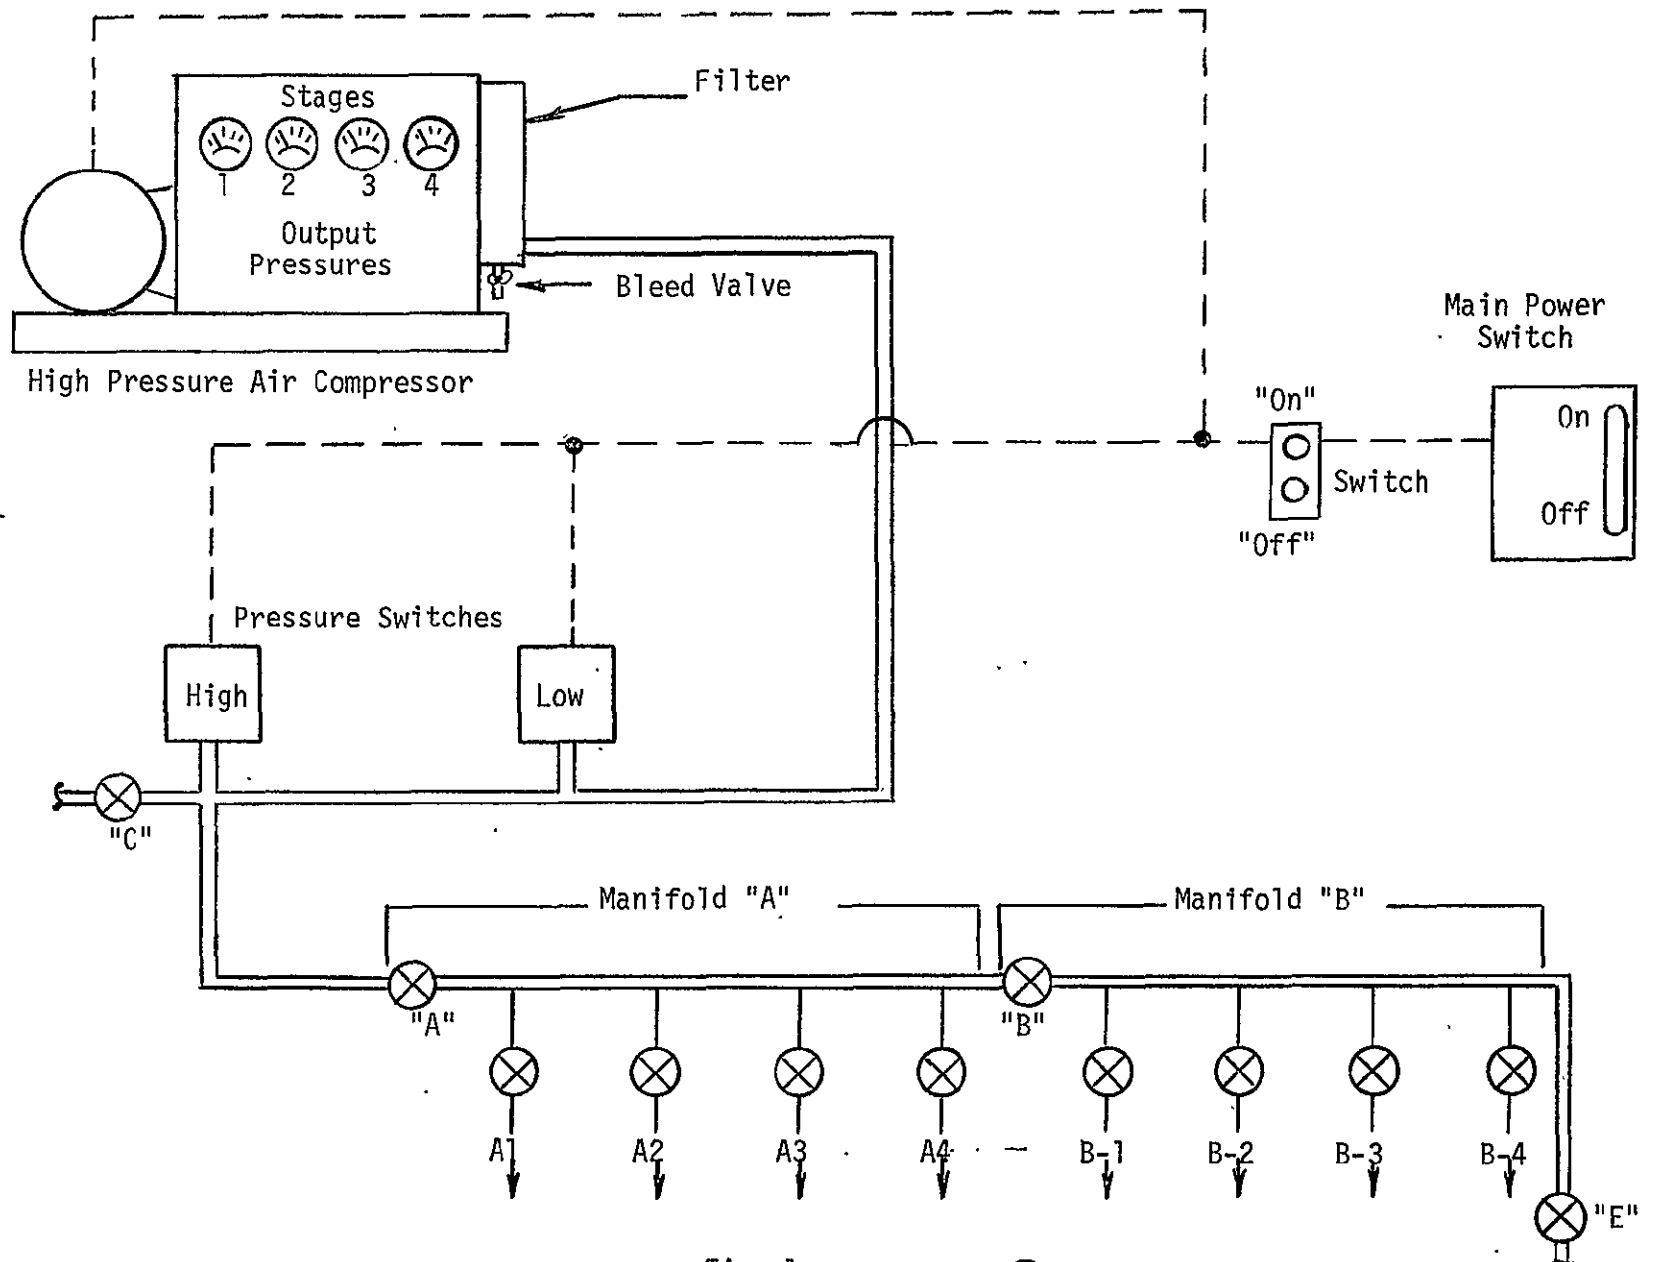 Filter
Stages
1 2 3 4
Output
Pressures
Bleed Valve
High Pressure Air Compressor
Main Power
Switch
On
Off
"On"
Switch
"Off"
Pressure Switches
High
Low
"C"
Manifold "A"
Manifold "B"
"A"
"B"
A1 A2 A3 A4 B-1 B-2 B-3 B-4
"E"